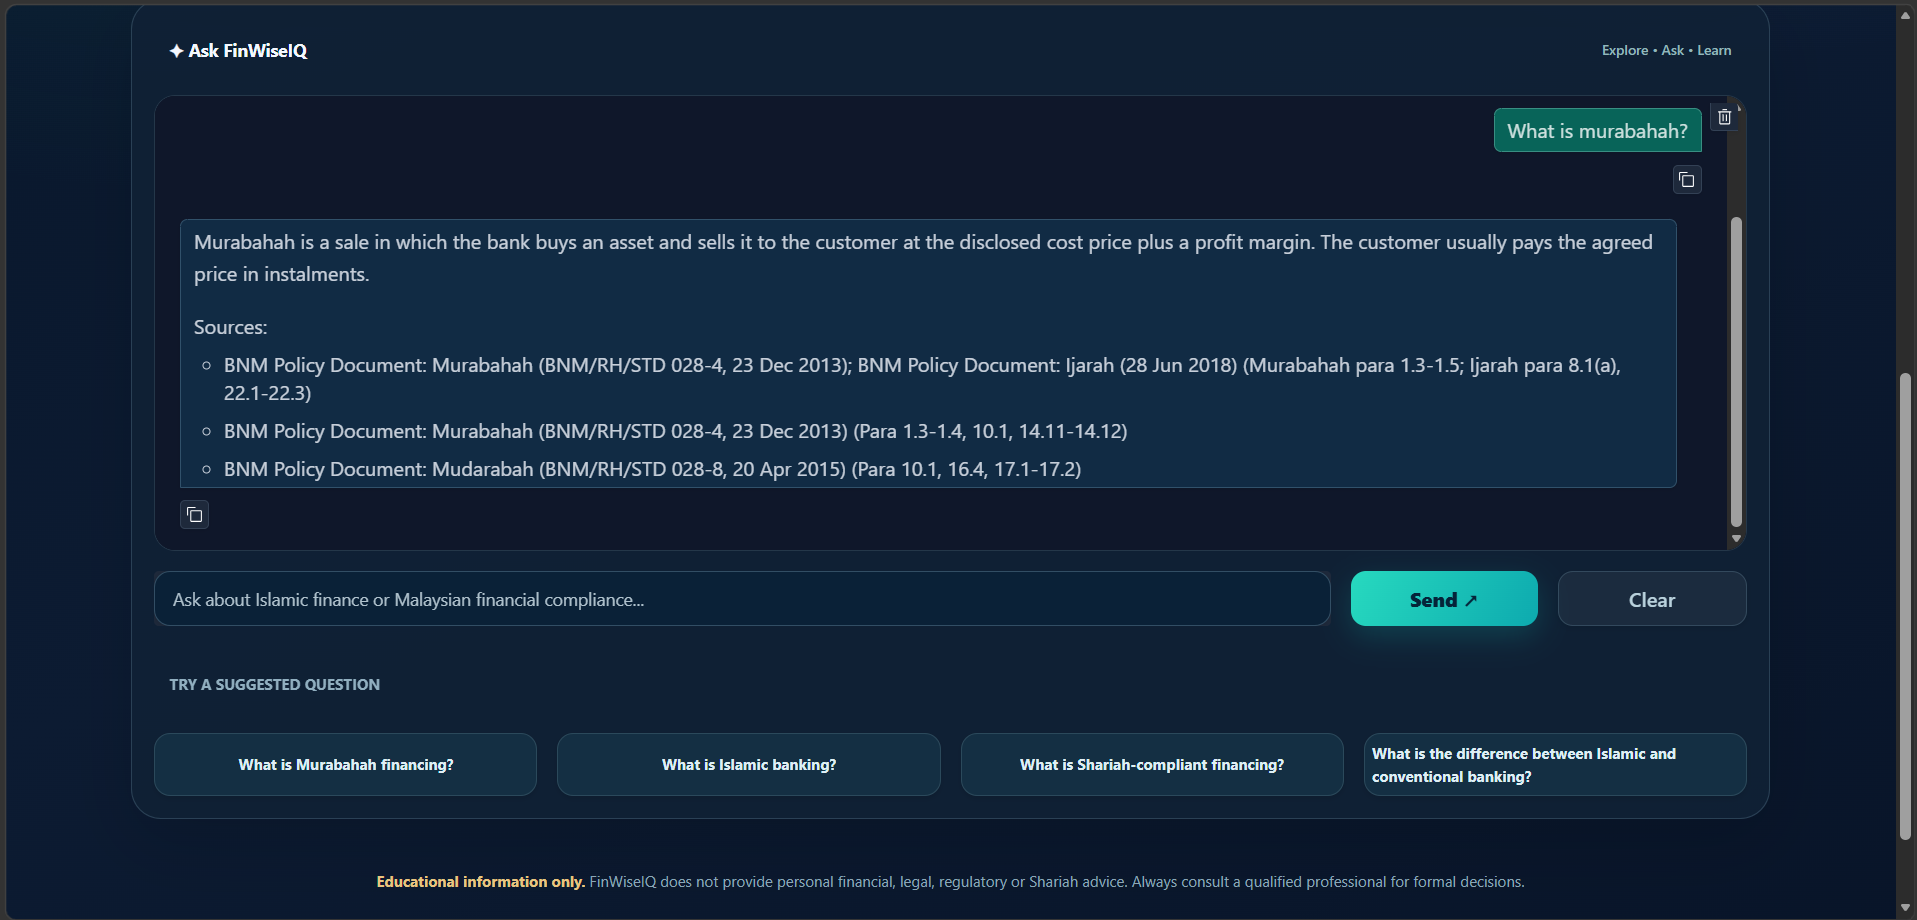 ✦ Ask FinWiseIQ
Explore • Ask • Learn
What is murabahah?
Murabahah is a sale in which the bank buys an asset and sells it to the customer at the disclosed cost price plus a profit margin. The customer usually pays the agreed
price in instalments.
Sources:
BNM Policy Document: Murabahah (BNM/RH/STD 028-4, 23 Dec 2013); BNM Policy Document: Ijarah (28 Jun 2018) (Murabahah para 1.3-1.5; Ijarah para 8.1(a),
22.1-22.3)
BNM Policy Document: Murabahah (BNM/RH/STD 028-4, 23 Dec 2013) (Para 1.3-1.4, 10.1, 14.11-14.12)
BNM Policy Document: Mudarabah (BNM/RH/STD 028-8, 20 Apr 2015) (Para 10.1, 16.4, 17.1-17.2)
Ask about Islamic finance or Malaysian financial compliance...
Send ↗
Clear
TRY A SUGGESTED QUESTION
What is Murabahah financing?
What is Islamic banking?
What is Shariah-compliant financing?
What is the difference between Islamic and
conventional banking?
Educational information only. FinWiseIQ does not provide personal financial, legal, regulatory or Shariah advice. Always consult a qualified professional for formal decisions.